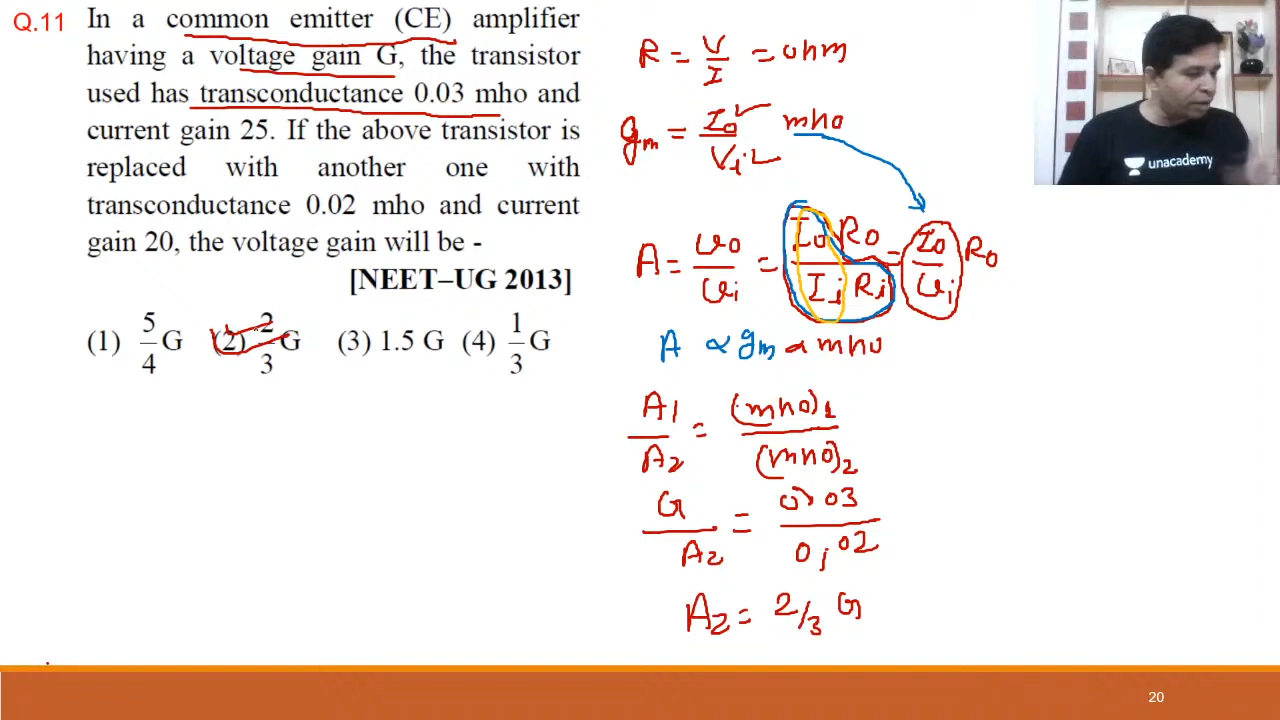 Q.11 In a common emitter (CE) amplifier
having a voltage gain G, the transistor
used has transconductance 0.03 mho and
current gain 25. If the above transistor is
replaced with another one with
transconductance 0.02 mho and current
gain 20, the voltage gain will be -
[NEET–UG 2013]
(1) 5/4 G (2) 2/3 G (3) 1.5 G (4) 1/3 G
R = V/I = ohm
gm = Io/Vi mho
A = vo/vi = Io Ro / Ii Ri = Io/vi Ro
A ∝ gm ∝ mho
A1/A2 = (mho)1/(mho)2
G/A2 = 0.03/0.02
A2 = 2/3 G
unacademy
20